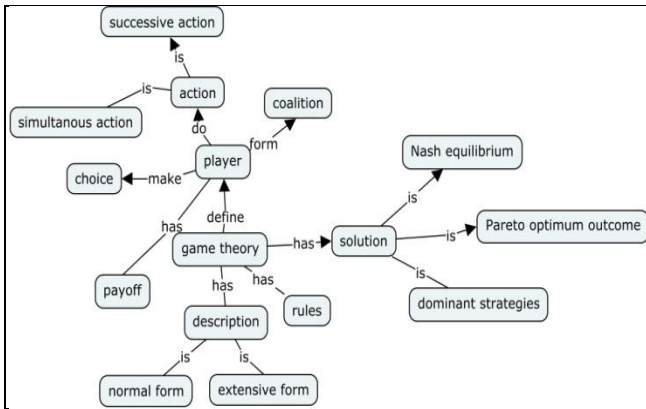 successive action
is
is
action
simultanous action
coalition
do
form
player
choice
make
Nash equilibrium
is
has
define
Pareto optimum outcome
game theory
has
solution
is
has
has
is
payoff
rules
dominant strategies
description
is
is
normal form
extensive form